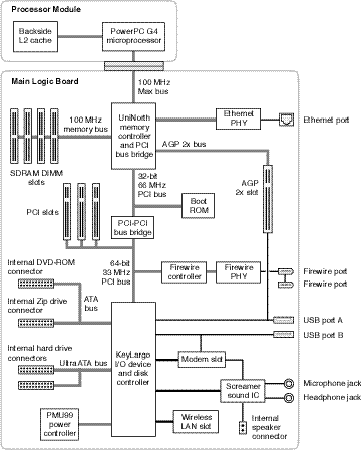 Processor Module
Backside
L2 cache
PowerPC G4
microprocessor
Main Logic Board
100 MHz
Max bus
100 MHz
memory bus
UniNorth
memory
controller
and PCI
bus bridge
Ethernet
PHY
Ethernet port
AGP 2x bus
SDRAM DIMM
slots
32-bit
66 MHz
PCI bus
AGP
2x slot
Boot
ROM
PCI slots
PCI-PCI
bus bridge
Internal DVD-ROM
connector
64-bit
33 MHz
PCI bus
Firewire
controller
Firewire
PHY
Firewire port
Firewire port
Internal Zip drive
connector
ATA
bus
USB port A
USB port B
Internal hard drive
connectors
Ultra ATA bus
KeyLargo
I/O device
and disk
controller
Modem slot
Screamer
sound IC
Microphone jack
Headphone jack
PMU99
power
controller
Wireless
LAN slot
Internal
speaker
connector